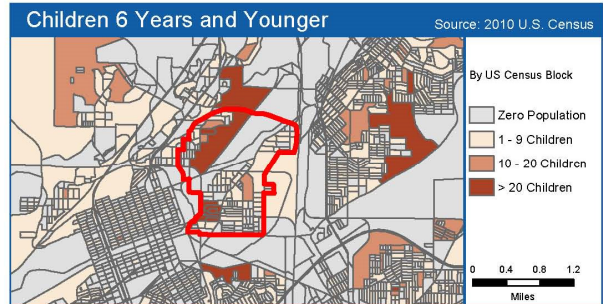 Children 6 Years and Younger
Source: 2010 U.S. Census
By US Census Block
Zero Population
1 - 9 Children
10 - 20 Children
> 20 Children
0 0.4 0.8 1.2
Miles